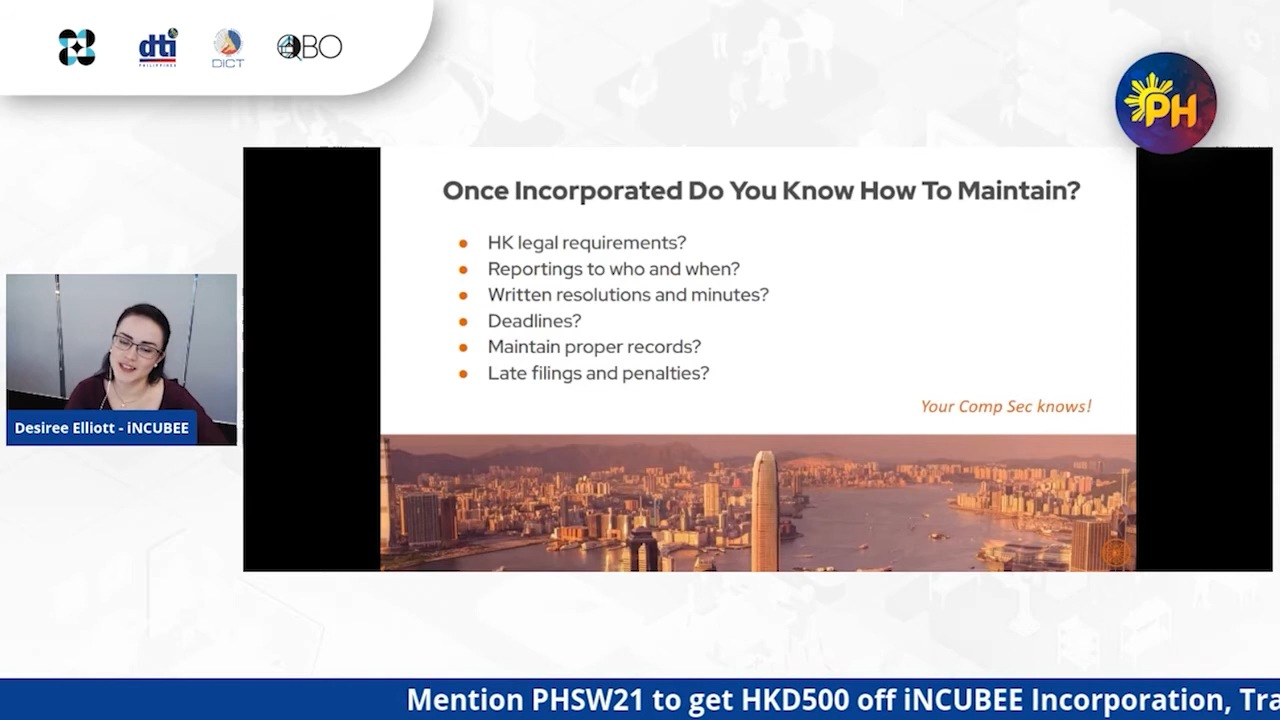 dti
PHILIPPINES
DICT
QBO
PH
Once Incorporated Do You Know How To Maintain?
HK legal requirements?
Reportings to who and when?
Written resolutions and minutes?
Deadlines?
Maintain proper records?
Late filings and penalties?
Your Comp Sec knows!
Desiree Elliott - iNCUBEE
Mention PHSW21 to get HKD500 off iNCUBEE Incorporation, Tra